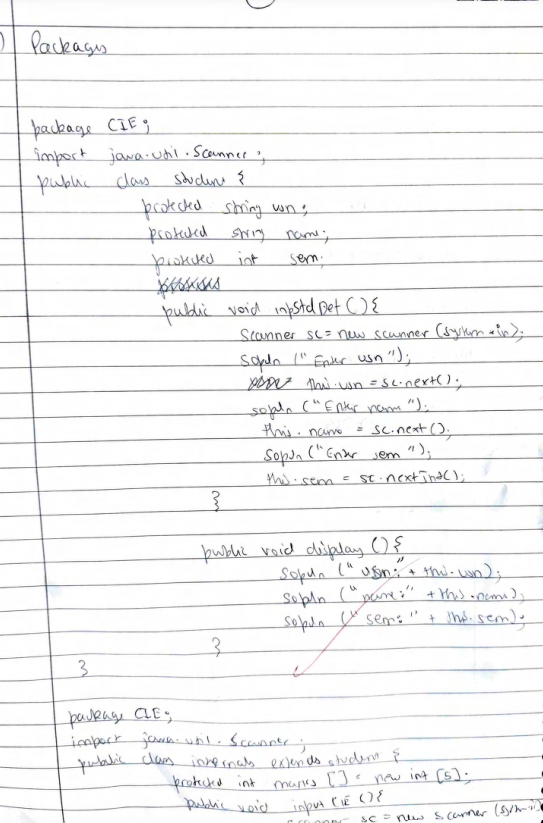 Packages
package CIE;
import java.util.Scanner;
public class student {
protected string usn;
protected string name;
protected int sem;
public void inpStdDet () {
Scanner sc = new scanner (system.in);
sopln ("Enter usn");
this.usn = sc.next();
sopln ("Enter name");
this.name = sc.next();
sopln ("Enter sem");
this.sem = sc.nextInt();
}
public void display () {
sopln ("usn:" + this.usn);
sopln ("name:" + this.name);
sopln ("sem:" + this.sem);
}
}
package CIE;
import java.util.Scanner;
public class internals extends student {
protected int marks [] = new int [5];
public void input CIE () {
scanner sc = new scanner (system.in)